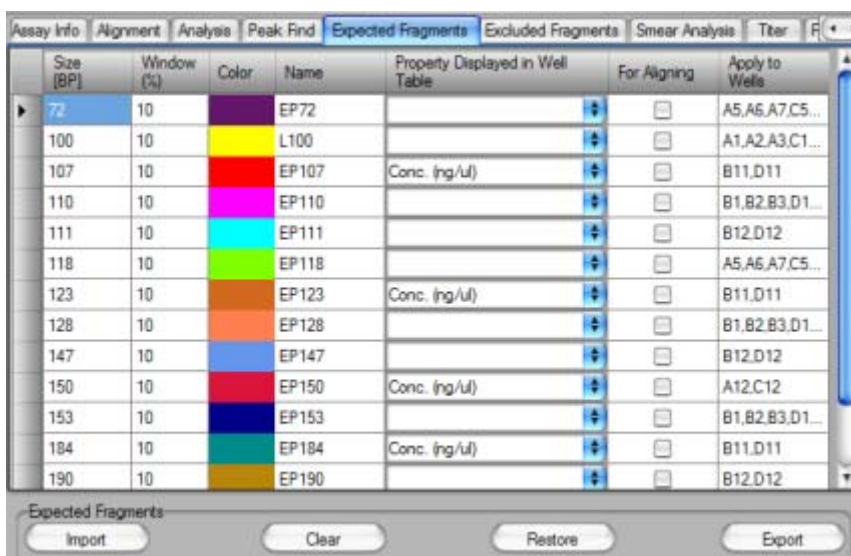 Assay Info Alignment Analysis Peak Find Expected Fragments Excluded Fragments Smear Analysis Titer F
Size [BP] Window (%) Color Name Property Displayed in Well Table For Aligning Apply to Wells
72 10 EP72 A5,A6,A7,C5...
100 10 L100 A1,A2,A3,C1...
107 10 EP107 Conc. (ng/ul) B11,D11
110 10 EP110 B1,B2,B3,D1...
111 10 EP111 B12,D12
118 10 EP118 A5,A6,A7,C5...
123 10 EP123 Conc. (ng/ul) B11,D11
128 10 EP128 B1,B2,B3,D1...
147 10 EP147 B12,D12
150 10 EP150 Conc. (ng/ul) A12,C12
153 10 EP153 B1,B2,B3,D1...
184 10 EP184 Conc. (ng/ul) B11,D11
190 10 EP190 B12,D12
Expected Fragments
Import Clear Restore Export